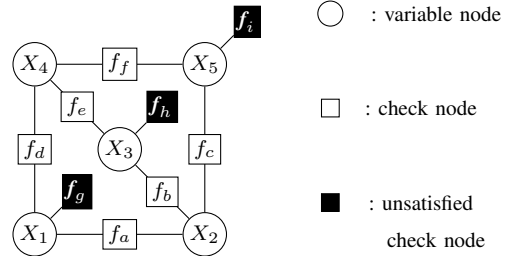 f_i
X_4 f_f X_5
f_e f_h
f_d X_3 f_c
f_g f_b
X_1 f_a X_2
: variable node
: check node
: unsatisfied
check node